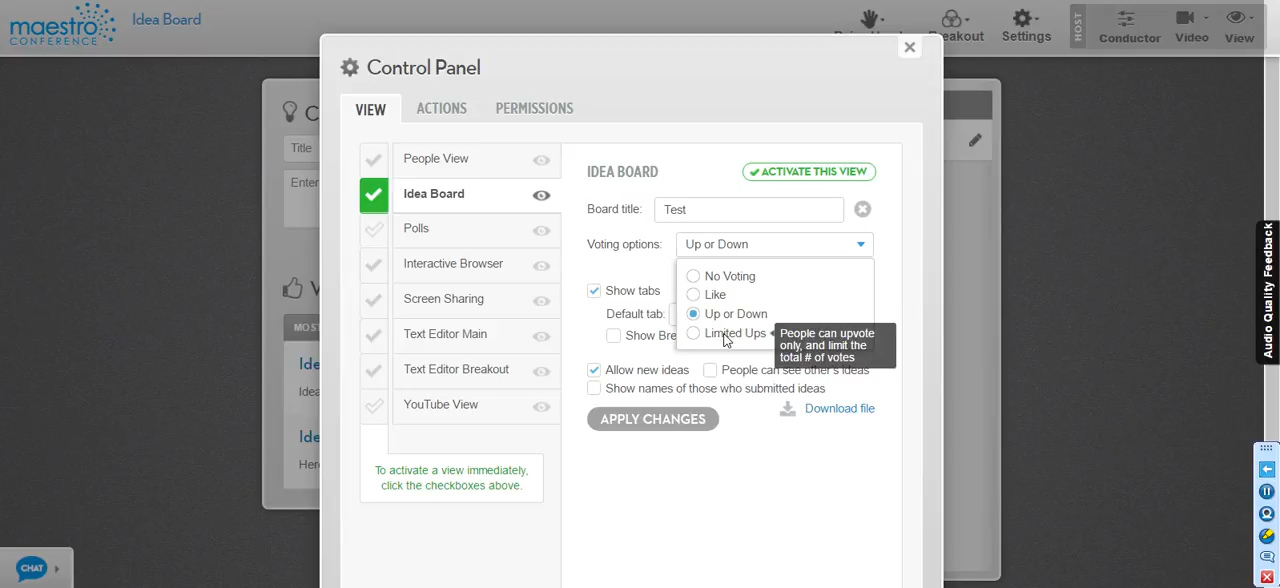 maestro
CONFERENCE
Idea Board
Breakout
Settings
HOST
Conductor
Video
View
Control Panel
VIEW
ACTIONS
PERMISSIONS
Title
Enter
MOS
Ide
Idea
Ide
Her
People View
Idea Board
Polls
Interactive Browser
Screen Sharing
Text Editor Main
Text Editor Breakout
YouTube View
To activate a view immediately,
click the checkboxes above.
IDEA BOARD
ACTIVATE THIS VIEW
Board title:
Test
Voting options:
Up or Down
No Voting
Like
Up or Down
Limited Ups
People can upvote
only, and limit the
total # of votes
Show tabs
Default tab:
Show Bre
Allow new ideas
People can see other's ideas
Show names of those who submitted ideas
Download file
APPLY CHANGES
Audio Quality Feedback
CHAT